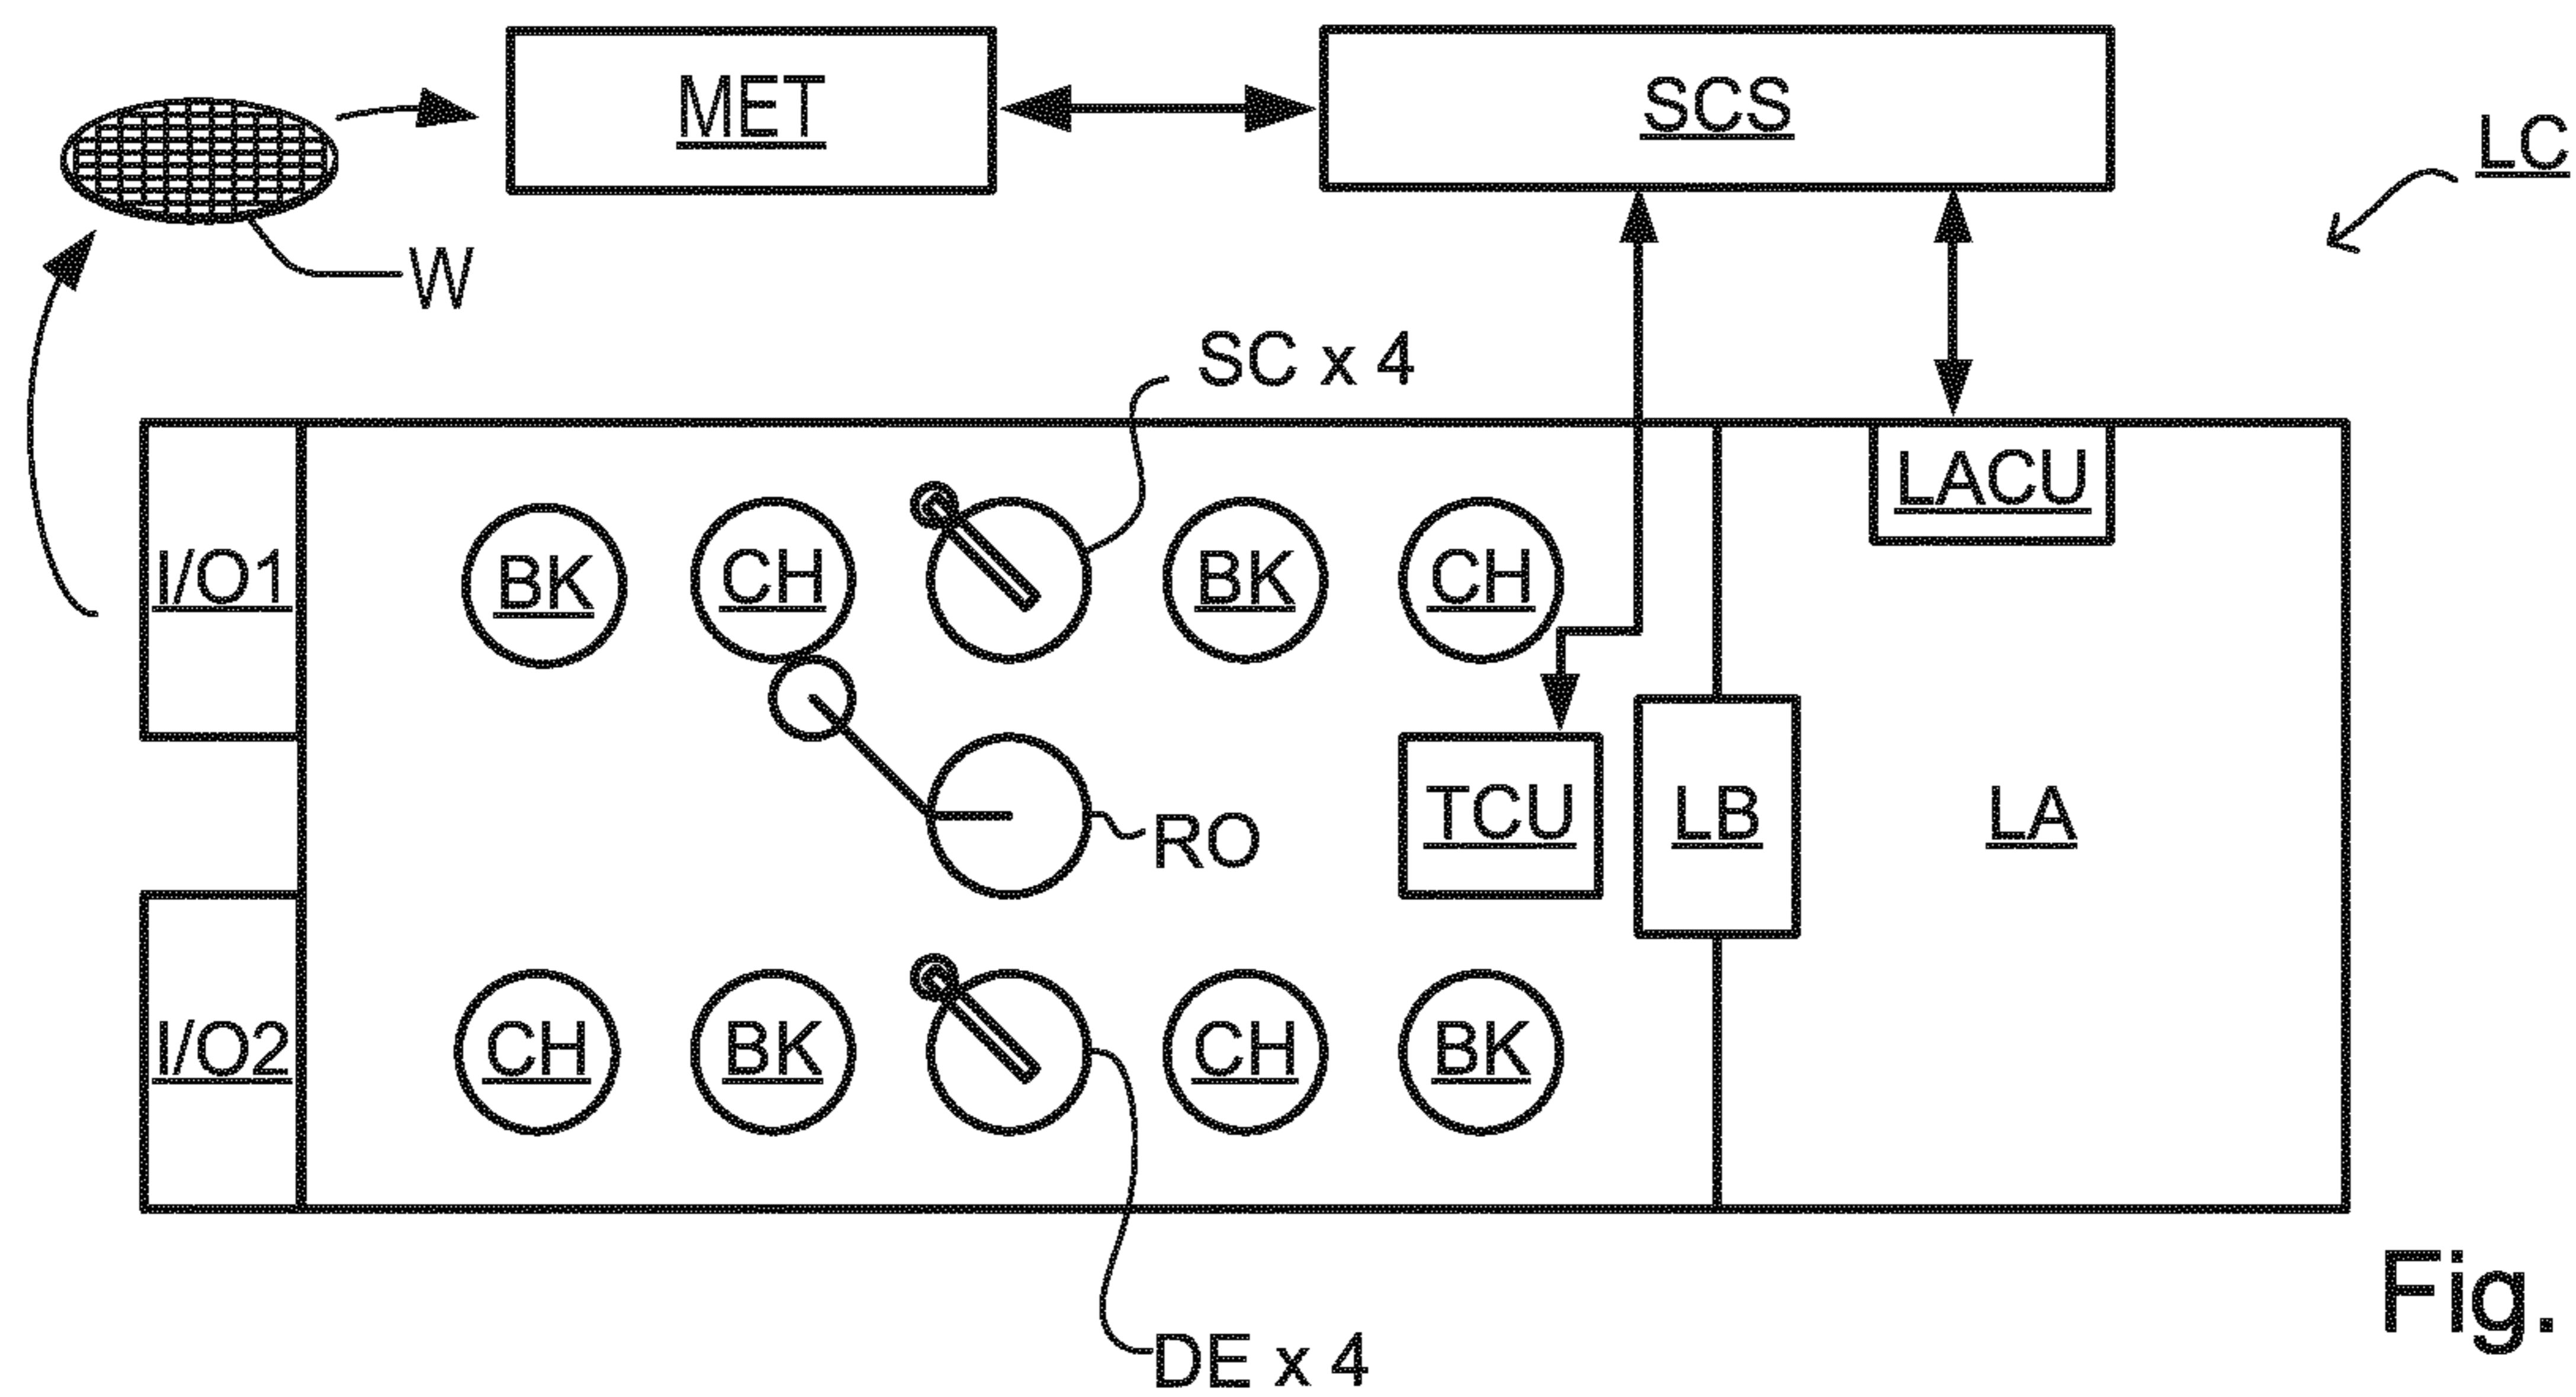 MET
SCS
LC
W
SC x 4
LACU
I/O1
BK
CH
BK
CH
RO
TCU
LB
LA
I/O2
CH
BK
CH
BK
DE x 4
Fig.